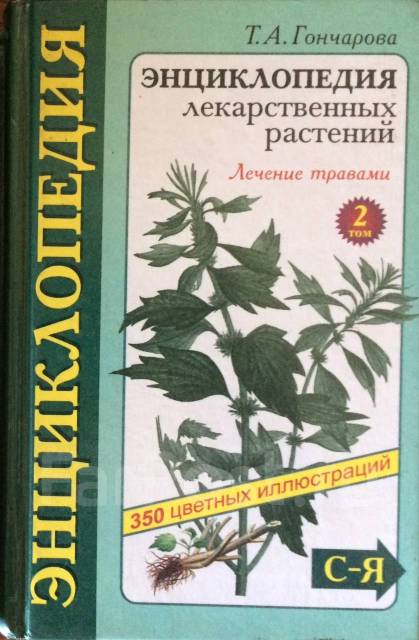 ЭНЦИКЛОПЕДИЯ
Т.А. Гончарова
ЭНЦИКЛОПЕДИЯ
лекарственных
растений
Лечение травами
2
ТОМ
350 цветных иллюстраций
С-Я